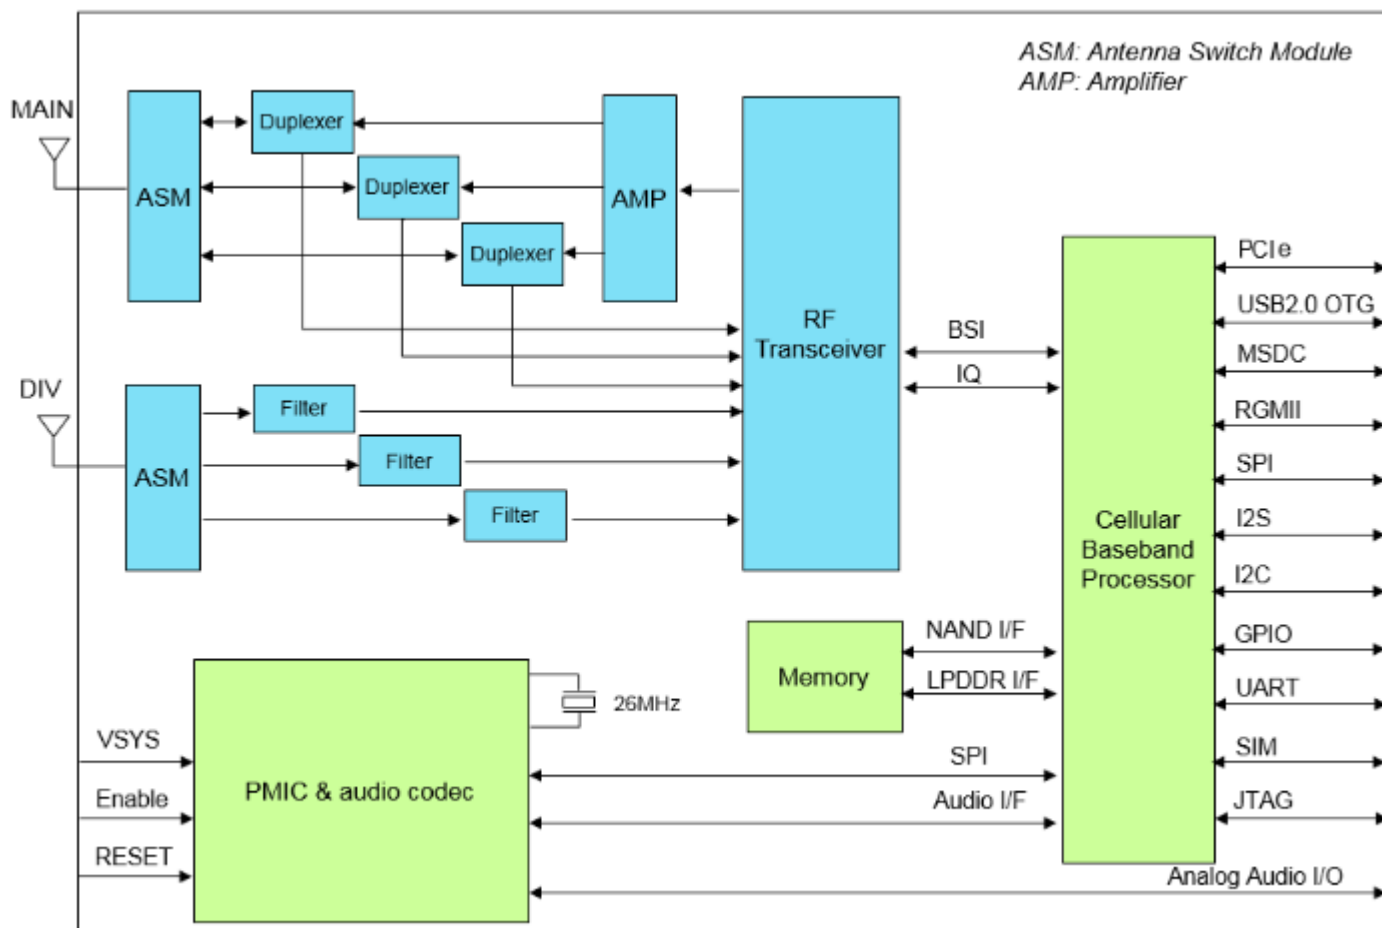 ASM: Antenna Switch Module
AMP: Amplifier
MAIN
ASM
Duplexer
Duplexer
Duplexer
AMP
RF
Transceiver
DIV
ASM
Filter
Filter
Filter
BSI
IQ
Cellular
Baseband
Processor
PCIe
USB2.0 OTG
MSDC
RGMII
SPI
I2S
I2C
GPIO
UART
SIM
JTAG
Memory
NAND I/F
LPDDR I/F
26MHz
VSYS
Enable
RESET
PMIC & audio codec
SPI
Audio I/F
Analog Audio I/O